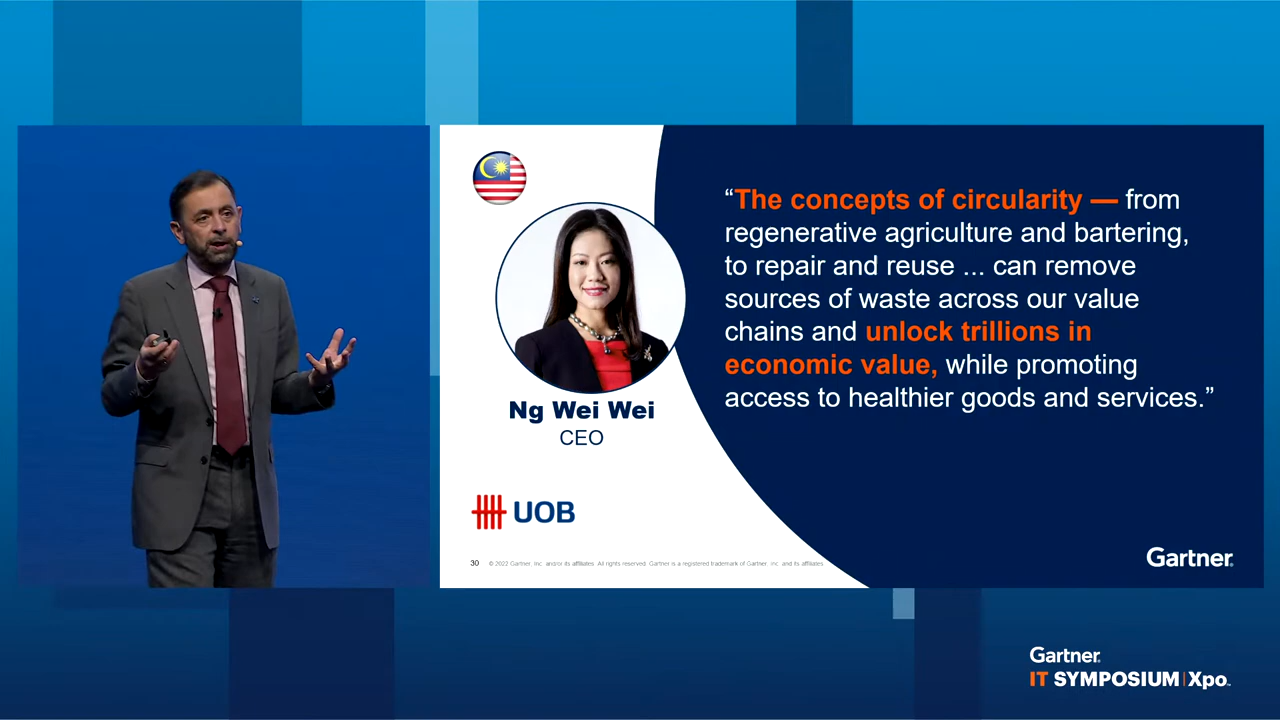 “The concepts of circularity — from
regenerative agriculture and bartering,
to repair and reuse ... can remove
sources of waste across our value
chains and unlock trillions in
economic value, while promoting
access to healthier goods and services.”
Ng Wei Wei
CEO
UOB
30 © 2022 Gartner, Inc. and/or its affiliates. All rights reserved. Gartner is a registered trademark of Gartner, Inc. and its affiliates.
Gartner®
Gartner®
IT SYMPOSIUM | Xpo™